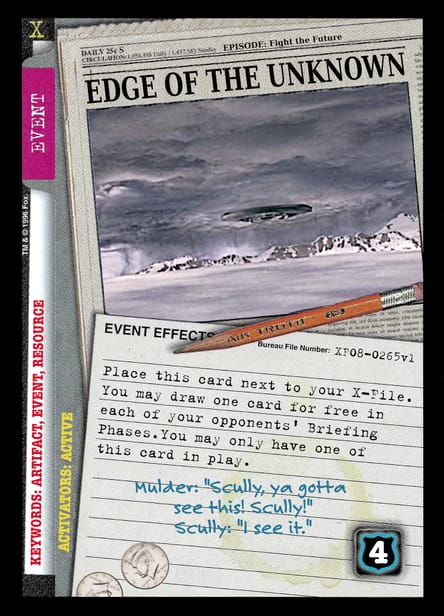 X
EVENT
TM & © 1996 Fox
KEYWORDS: ARTIFACT, EVENT, RESOURCE
ACTIVATORS: ACTIVE
DAILY 25¢ S
EPISODE: Fight the Future
EDGE OF THE UNKNOWN
EVENT EFFECTS
Bureau File Number: XF08-0265v1
Place this card next to your X-File.
You may draw one card for free in
each of your opponents' Briefing
Phases. You may only have one of
this card in play.
Mulder: "Scully, ya gotta
see this! Scully!"
Scully: "I see it."
4